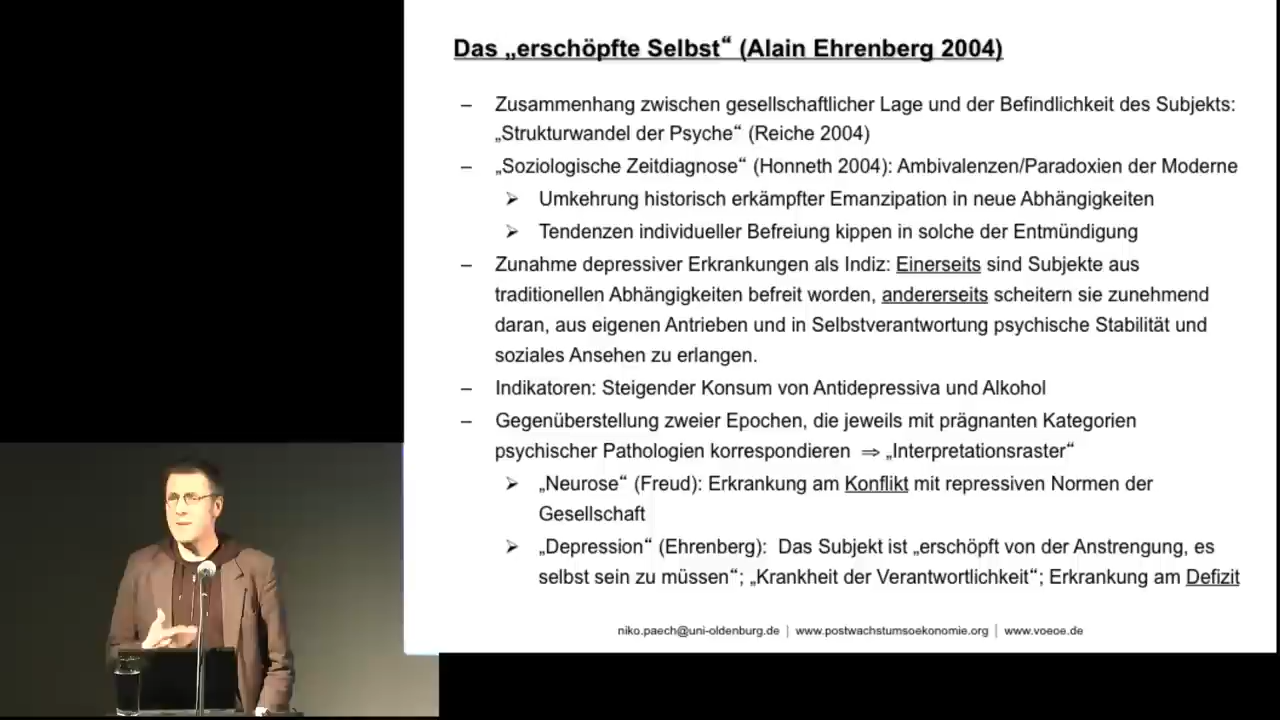 Das „erschöpfte Selbst“ (Alain Ehrenberg 2004)
– Zusammenhang zwischen gesellschaftlicher Lage und der Befindlichkeit des Subjekts:
„Strukturwandel der Psyche“ (Reiche 2004)
– „Soziologische Zeitdiagnose“ (Honneth 2004): Ambivalenzen/Paradoxien der Moderne
➢ Umkehrung historisch erkämpfter Emanzipation in neue Abhängigkeiten
➢ Tendenzen individueller Befreiung kippen in solche der Entmündigung
– Zunahme depressiver Erkrankungen als Indiz: Einerseits sind Subjekte aus
traditionellen Abhängigkeiten befreit worden, andererseits scheitern sie zunehmend
daran, aus eigenen Antrieben und in Selbstverantwortung psychische Stabilität und
soziales Ansehen zu erlangen.
– Indikatoren: Steigender Konsum von Antidepressiva und Alkohol
– Gegenüberstellung zweier Epochen, die jeweils mit prägnanten Kategorien
psychischer Pathologien korrespondieren ⇒ „Interpretationsraster“
➢ „Neurose“ (Freud): Erkrankung am Konflikt mit repressiven Normen der
Gesellschaft
➢ „Depression“ (Ehrenberg): Das Subjekt ist „erschöpft von der Anstrengung, es
selbst sein zu müssen“; „Krankheit der Verantwortlichkeit“; Erkrankung am Defizit
niko.paech@uni-oldenburg.de | www.postwachstumsoekonomie.org | www.voeoe.de